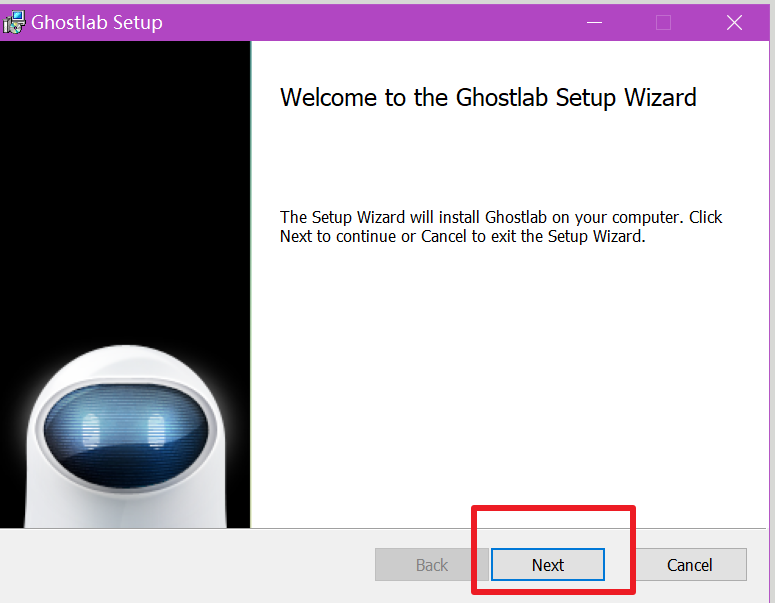 Ghostlab Setup
Welcome to the Ghostlab Setup Wizard
The Setup Wizard will install Ghostlab on your computer. Click
Next to continue or Cancel to exit the Setup Wizard.
Back
Next
Cancel